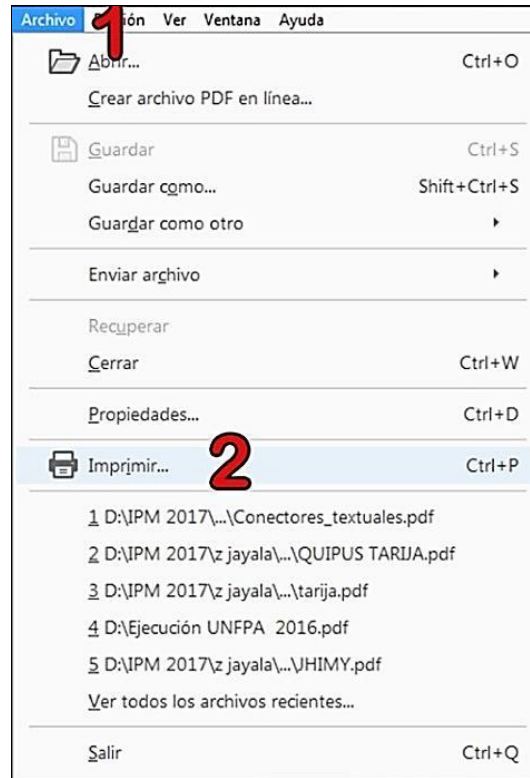 Archivo Ver Ventana Ayuda
1
Abrir... Ctrl+O
Crear archivo PDF en línea...
Guardar Ctrl+S
Guardar como... Shift+Ctrl+S
Guardar como otro
Enviar archivo
Recuperar
Cerrar Ctrl+W
Propiedades... Ctrl+D
Imprimir... 2 Ctrl+P
1 D:\IPM 2017\...\Conectores_textuales.pdf
2 D:\IPM 2017\z jayala\...\QUIPUS TARIJA.pdf
3 D:\IPM 2017\z jayala\...\tarija.pdf
4 D:\Ejecución UNFPA 2016.pdf
5 D:\IPM 2017\z jayala\...\JHIMY.pdf
Ver todos los archivos recientes...
Salir Ctrl+Q